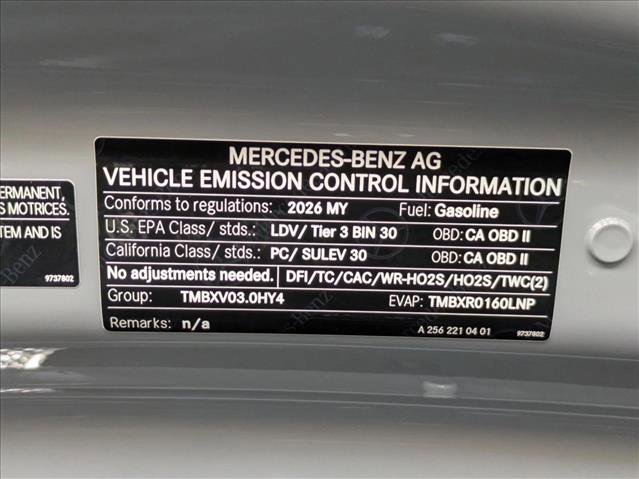 PERMANENT,
S MOTRICES.
TEM AND IS
9737802
MERCEDES-BENZ AG
VEHICLE EMISSION CONTROL INFORMATION
Conforms to regulations: 2026 MY Fuel: Gasoline
U.S. EPA Class/ stds.: LDV/ Tier 3 BIN 30 OBD: CA OBD II
California Class/ stds.: PC/ SULEV 30 OBD: CA OBD II
No adjustments needed. DFI/TC/CAC/WR-HO2S/HO2S/TWC(2)
Group: TMBXV03.0HY4 EVAP: TMBXR0160LNP
Remarks: n/a A 256 221 04 01 9737802